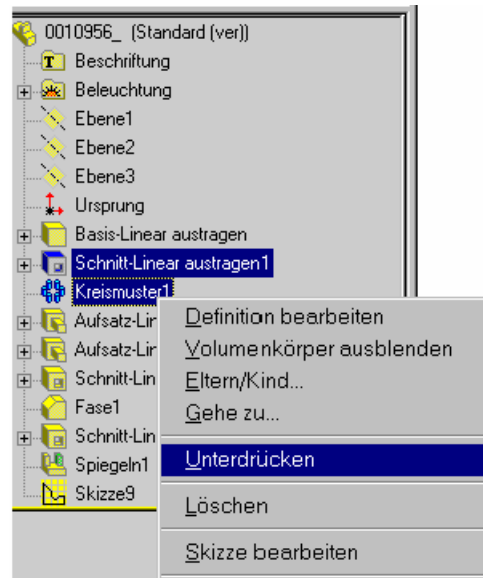 0010956_ (Standard (ver))
Beschriftung
Beleuchtung
Ebene1
Ebene2
Ebene3
Ursprung
Basis-Linear austragen
Schnitt-Linear austragen1
Kreismuster1
Aufsatz-Lin
Aufsatz-Lin
Schnitt-Lin
Fase1
Schnitt-Lin
Spiegeln1
Skizze9
Definition bearbeiten
Volumenkörper ausblenden
Eltern/Kind...
Gehe zu...
Unterdrücken
Löschen
Skizze bearbeiten